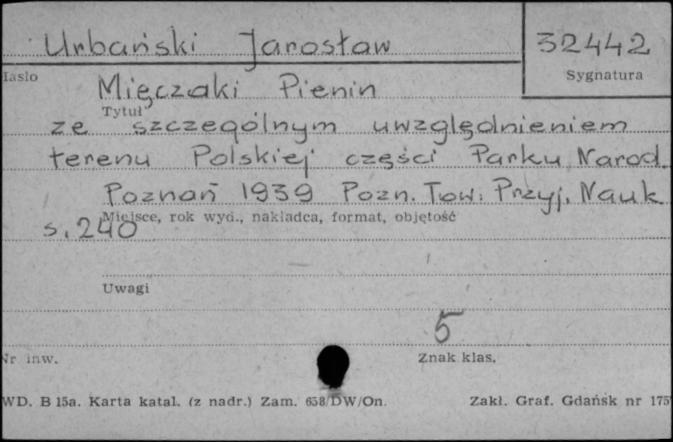 Urbański Jarosław 32442
Hasło Sygnatura
Mięczaki Pienin
Tytuł
ze szczególnym uwzględnieniem
terenu Polskiej części Parku Narod.
Poznań 1939 Pozn. Tow. Przyj. Nauk
Miejsce, rok wyd., nakładca, format, objętość
s. 240
Uwagi
5
Nr inw. Znak klas.
WD. B 15a. Karta katal. (z nadr.) Zam. 658/DW/On. Zakł. Graf. Gdańsk nr 175